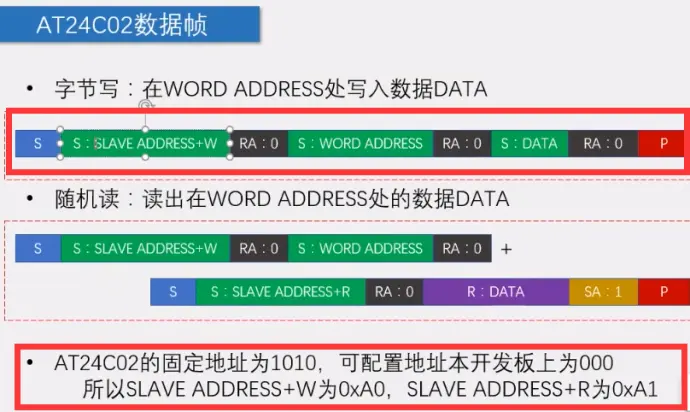 AT24C02数据帧
• 字节写：在WORD ADDRESS处写入数据DATA
S S：SLAVE ADDRESS+W RA：0 S：WORD ADDRESS RA：0 S：DATA RA：0 P
• 随机读：读出在WORD ADDRESS处的数据DATA
S S：SLAVE ADDRESS+W RA：0 S：WORD ADDRESS RA：0 +
S S：SLAVE ADDRESS+R RA：0 R：DATA SA：1 P
• AT24C02的固定地址为1010，可配置地址本开发板上为000
所以SLAVE ADDRESS+W为0xA0，SLAVE ADDRESS+R为0xA1